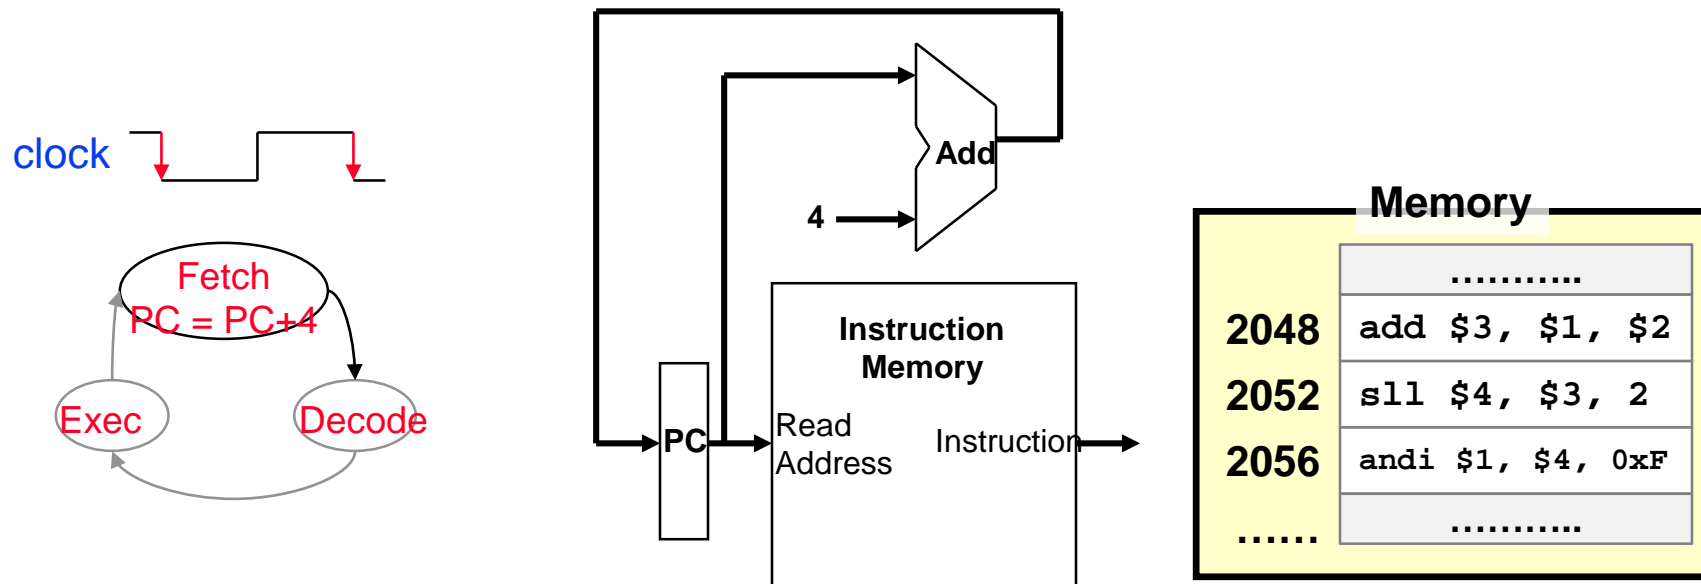 clock
Fetch
PC = PC+4
Exec
Decode
Add
4
Instruction
Memory
PC
Read
Address
Instruction
Memory
...........
2048 add $3, $1, $2
2052 sll $4, $3, 2
2056 andi $1, $4, 0xF
...... ...........